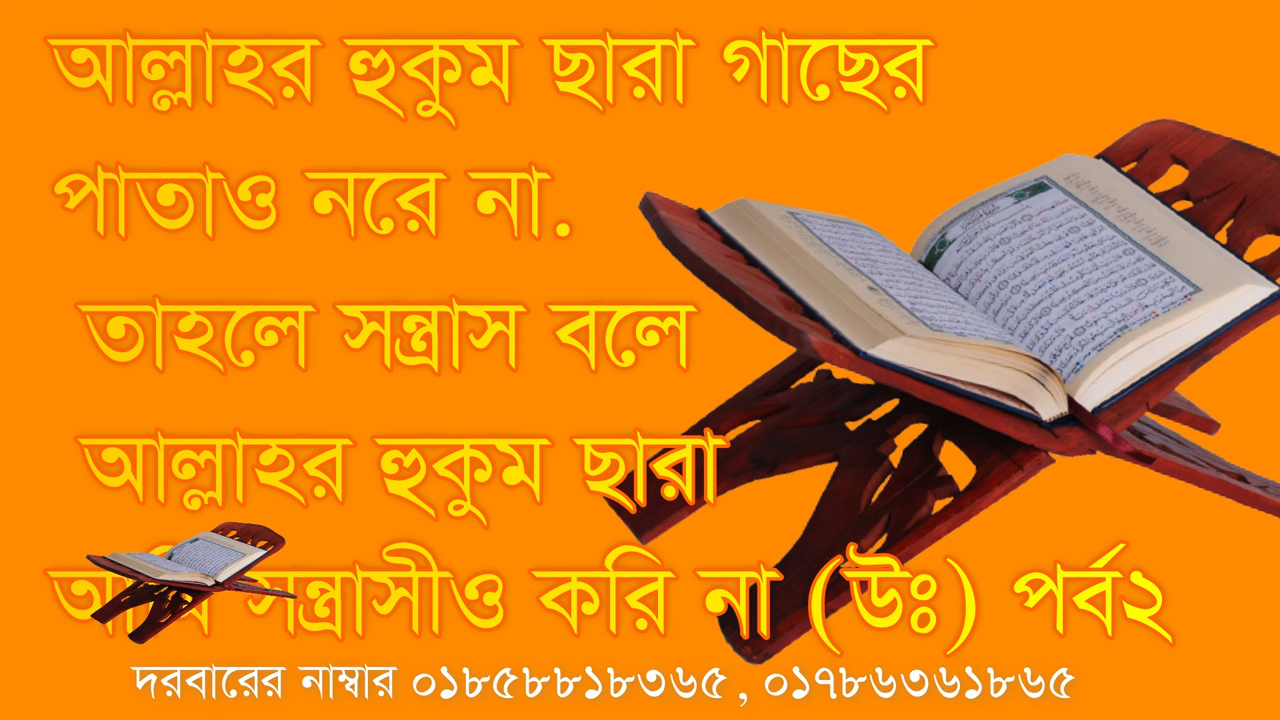 আল্লাহর হুকুম ছারা গাছের
পাতাও নরে না.
তাহলে সন্ত্রাস বলে
আল্লাহর হুকুম ছারা
সন্ত্রাসীও করি না (উঃ) পর্ব২
দরবারের নাম্বার ০১৮৫৮৮১৮৩৬৫, ০১৭৮৬৩৬১৮৬৫